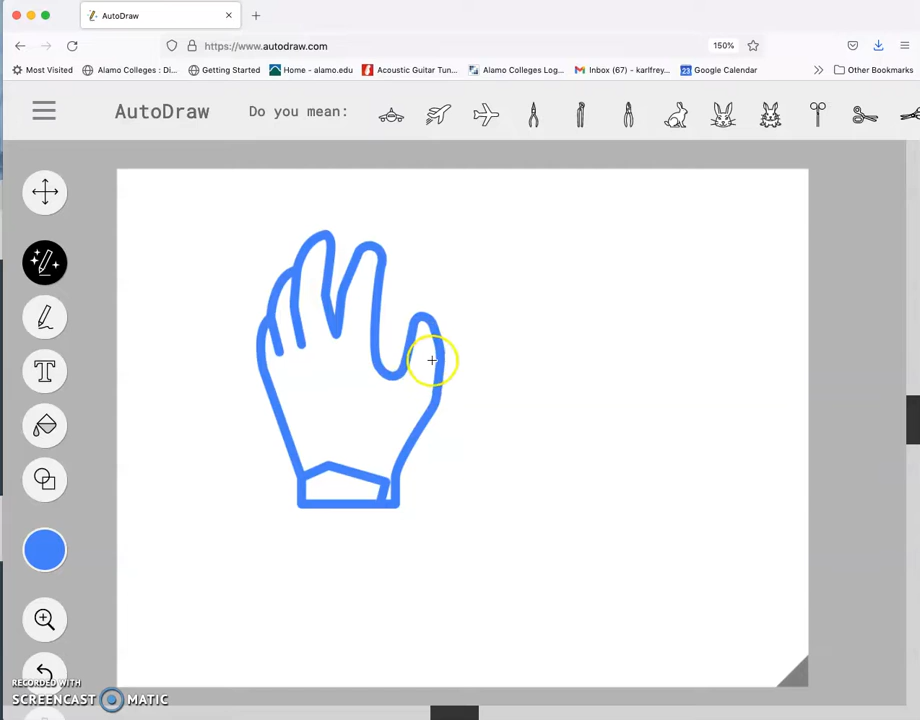 AutoDraw
https://www.autodraw.com
150%
Most Visited
Alamo Colleges : Di...
Getting Started
Home - alamo.edu
Acoustic Guitar Tun...
Alamo Colleges Log...
Inbox (67) - karlfrey...
23
Google Calendar
Other Bookmarks
AutoDraw
Do you mean:
T
RECORDED WITH
SCREENCAST MATIC